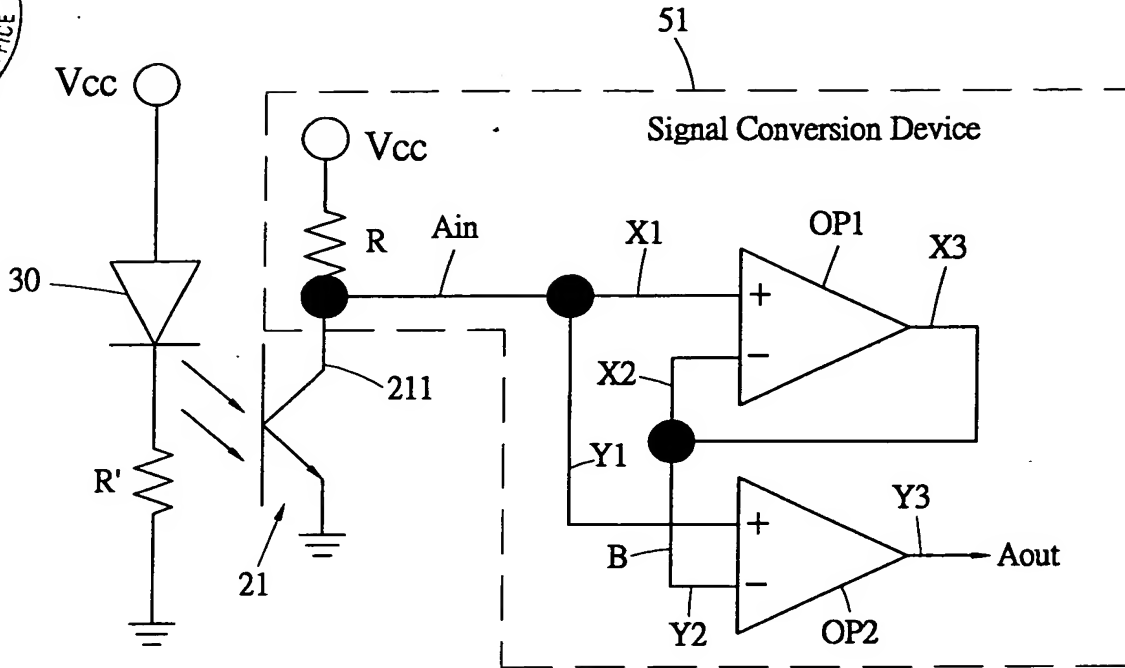 51
Vcc
Vcc
Signal Conversion Device
R
Ain
X1
OP1
X3
30
+
−
X2
211
Y1
R'
B
+
−
Y3
Aout
21
Y2
OP2